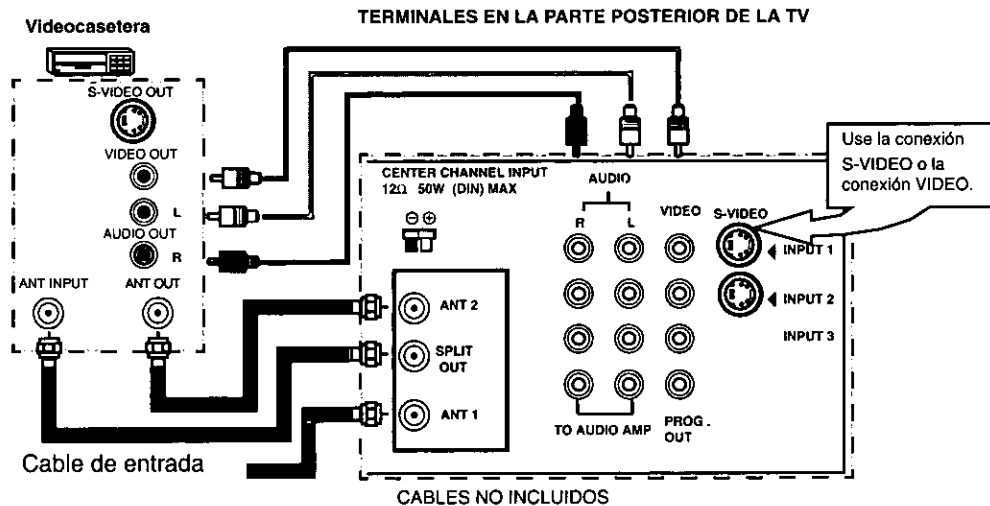 TERMINALES EN LA PARTE POSTERIOR DE LA TV
Videocasetera
S-VIDEO OUT
VIDEO OUT
L
AUDIO OUT
R
ANT INPUT
ANT OUT
Use la conexión
S-VIDEO o la
conexión VIDEO.
CENTER CHANNEL INPUT
12Ω 50W (DIN) MAX
⊖ ⊕
AUDIO
R
L
VIDEO
S-VIDEO
INPUT 1
INPUT 2
INPUT 3
ANT 2
SPLIT
OUT
ANT 1
TO AUDIO AMP
PROG .
OUT
Cable de entrada
CABLES NO INCLUIDOS